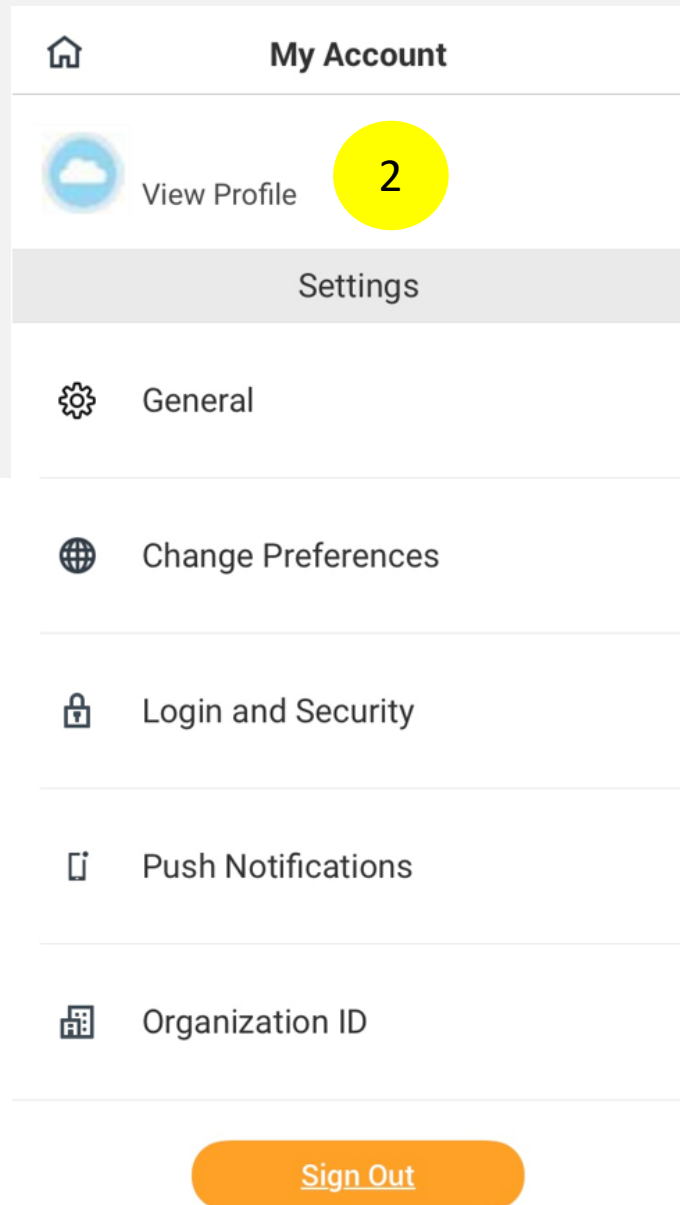 My Account
View Profile
2
Settings
General
Change Preferences
Login and Security
Push Notifications
Organization ID
Sign Out